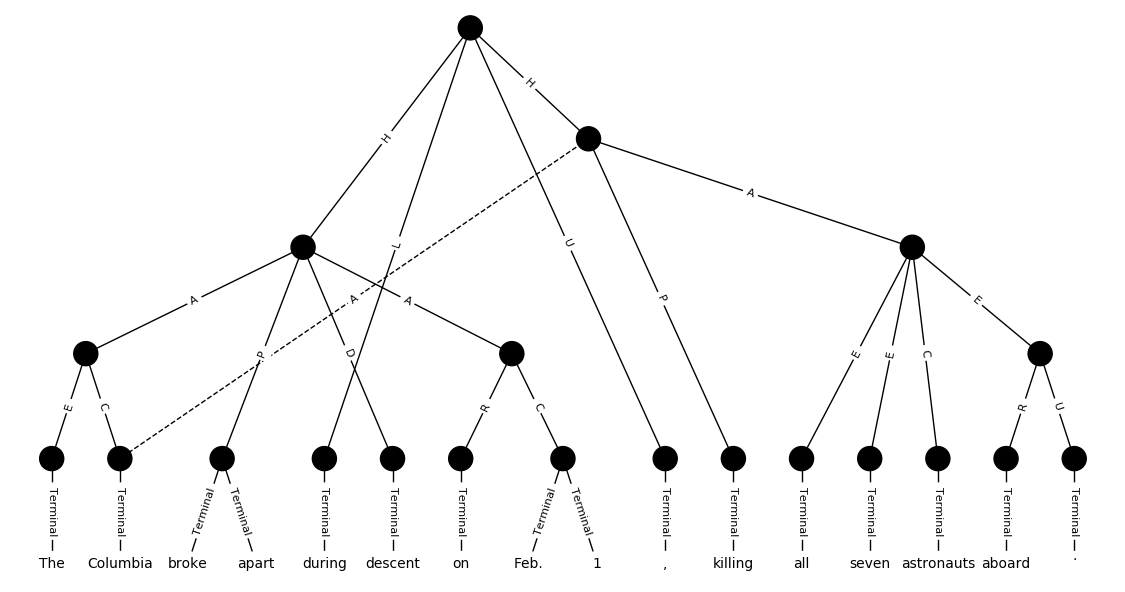 H
H
A
L
U
A
A
P
A
P
D
E
E
C
E
E
C
R
C
R
U
Terminal Terminal Terminal Terminal Terminal Terminal Terminal Terminal Terminal Terminal Terminal Terminal Terminal Terminal Terminal Terminal
The Columbia broke apart during descent on Feb. 1 , killing all seven astronauts aboard .